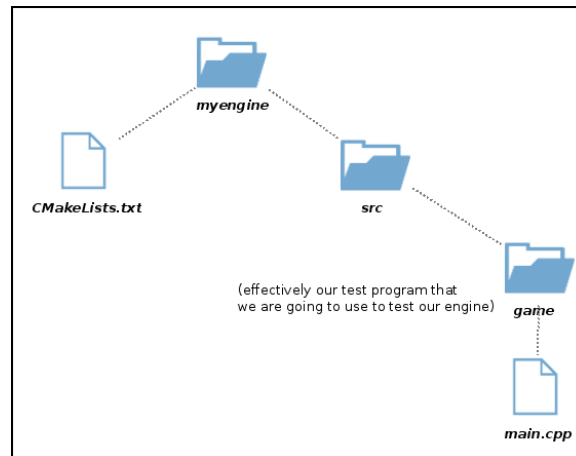 myengine
CMakeLists.txt
src
(effectively our test program that
we are going to use to test our engine)
game
main.cpp